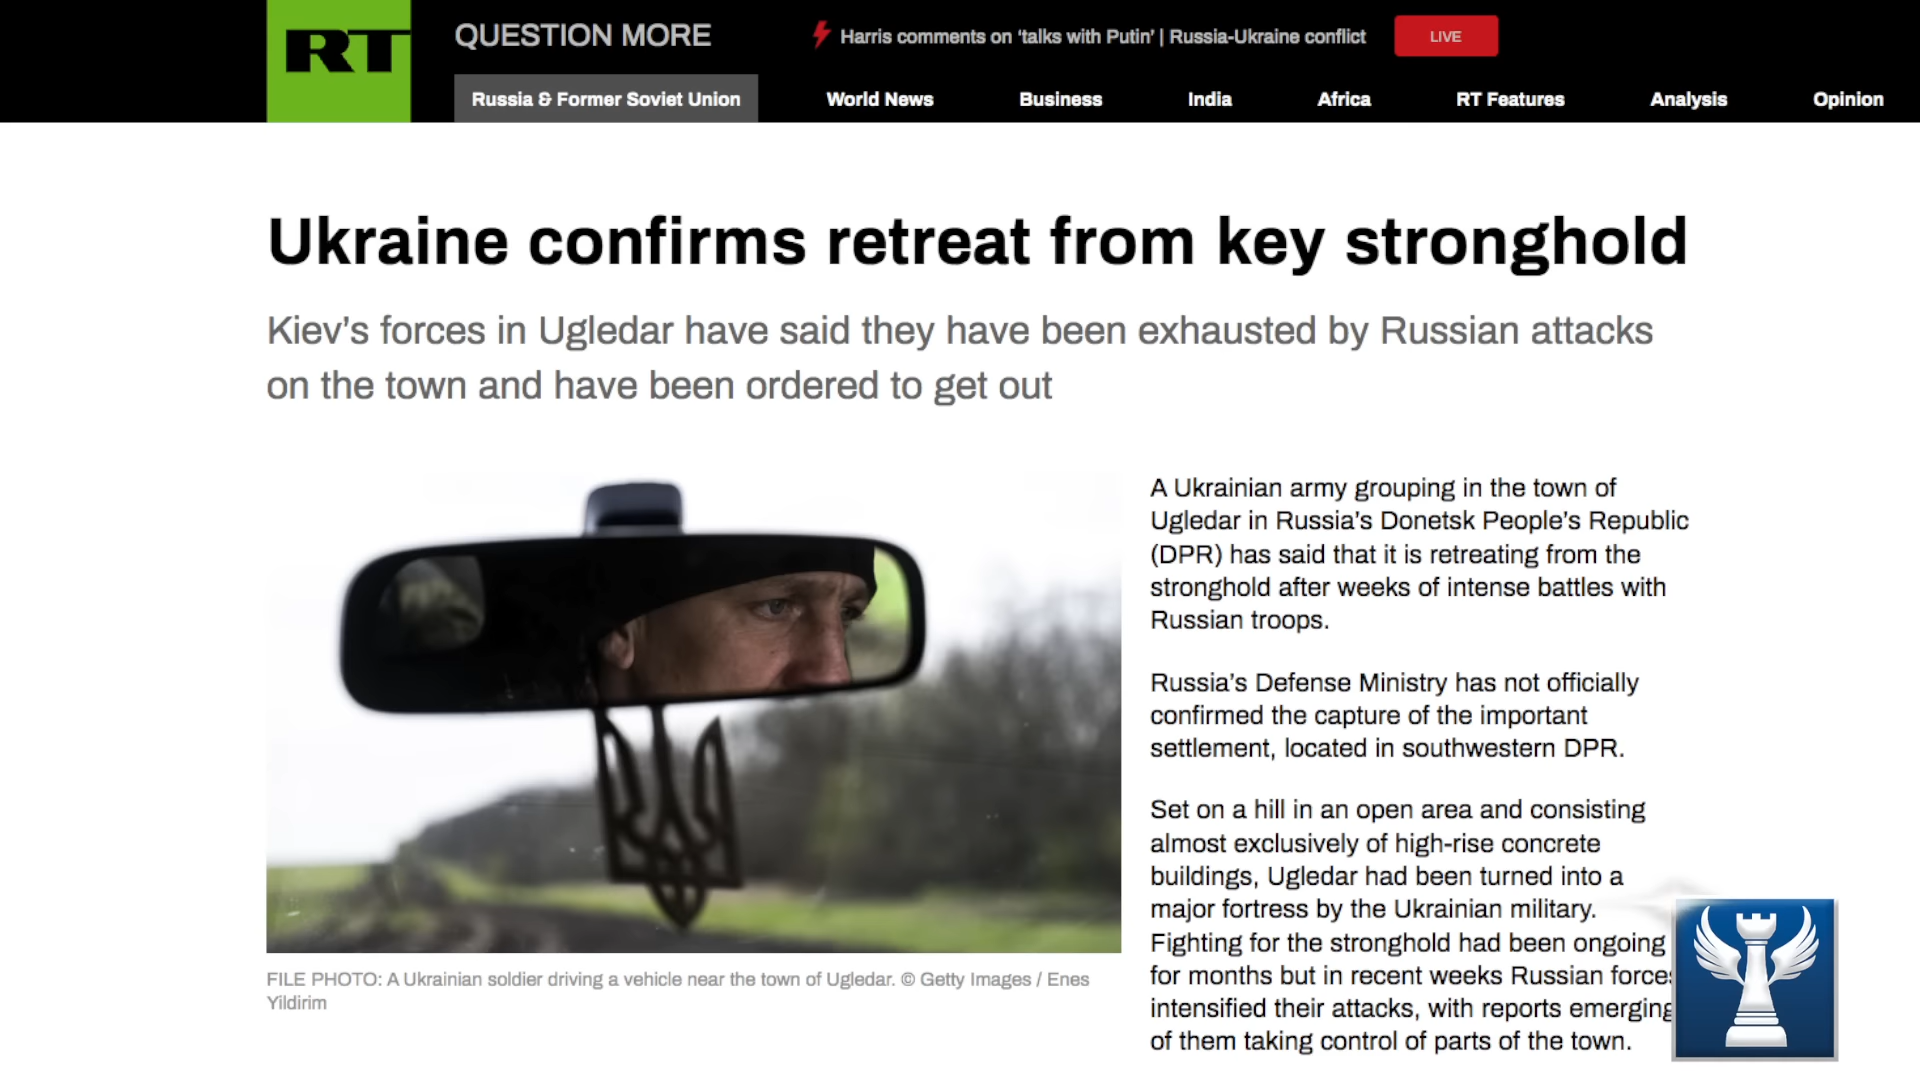 RT
QUESTION MORE
Harris comments on ‘talks with Putin’ | Russia-Ukraine conflict
LIVE
Russia & Former Soviet Union
World News
Business
India
Africa
RT Features
Analysis
Opinion
Ukraine confirms retreat from key stronghold
Kiev’s forces in Ugledar have said they have been exhausted by Russian attacks
on the town and have been ordered to get out
A Ukrainian army grouping in the town of
Ugledar in Russia’s Donetsk People’s Republic
(DPR) has said that it is retreating from the
stronghold after weeks of intense battles with
Russian troops.
Russia’s Defense Ministry has not officially
confirmed the capture of the important
settlement, located in southwestern DPR.
Set on a hill in an open area and consisting
almost exclusively of high-rise concrete
buildings, Ugledar had been turned into a
major fortress by the Ukrainian military.
Fighting for the stronghold had been ongoing
for months but in recent weeks Russian forces
intensified their attacks, with reports emerging
of them taking control of parts of the town.
FILE PHOTO: A Ukrainian soldier driving a vehicle near the town of Ugledar. © Getty Images / Enes
Yildirim